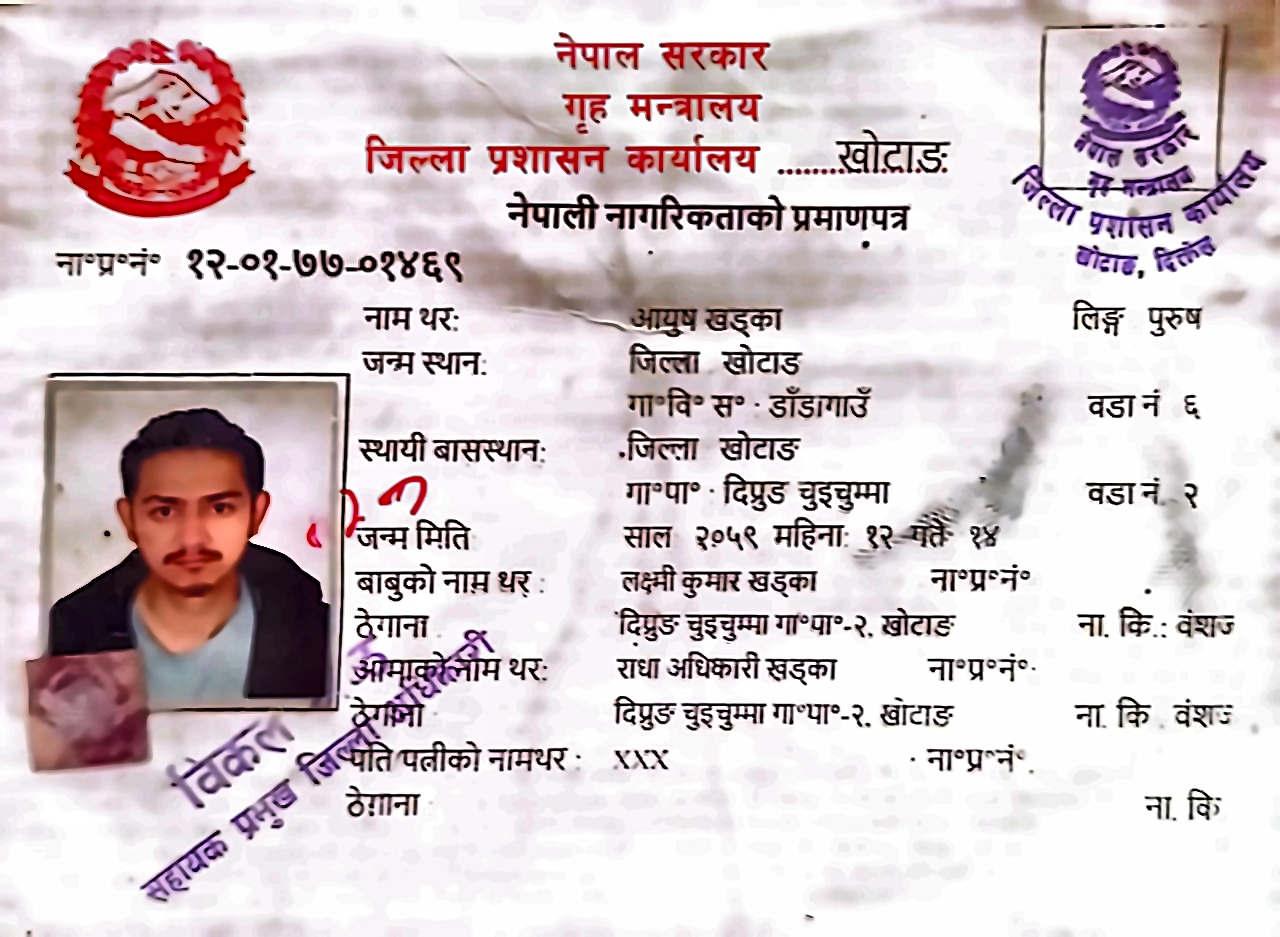 नेपाल सरकार
गृह मन्त्रालय
जिल्ला प्रशासन कार्यालय ........खोटाङ
नेपाली नागरिकताको प्रमाणपत्र
नेपाल सरकार
गृह मन्त्रालय
जिल्ला प्रशासन कार्यालय
खोटाङ, दिक्तेल
ना॰प्र॰नं॰ १२-०१-७७-०१४६९
नाम थर: आयुष खड्का लिङ्ग पुरुष
जन्म स्थान: जिल्ला खोटाङ
गा॰वि॰ स॰ डाँडागाउँ वडा नं ६
स्थायी बासस्थान: जिल्ला खोटाङ
गा॰पा॰ दिप्रुङ चुइचुम्मा वडा नं. २
जन्म मिति साल २०५९ महिना: १२ गते १४
बाबुको नाम थर् : लक्ष्मी कुमार खड्का ना॰प्र॰नं॰
ठेगाना दिप्रुङ चुइचुम्मा गा॰पा॰-२, खोटाङ ना. कि.: वंशज
आमाको नाम थर: राधा अधिकारी खड्का ना॰प्र॰नं॰
ठेगाना दिप्रुङ चुइचुम्मा गा॰पा॰-२, खोटाङ ना. कि . वंशज
पति पत्नीको नामथर : XXX ना॰प्र॰नं॰
ठेगाना ना. कि
सहायक प्रमुख जिल्ला अधिकारी